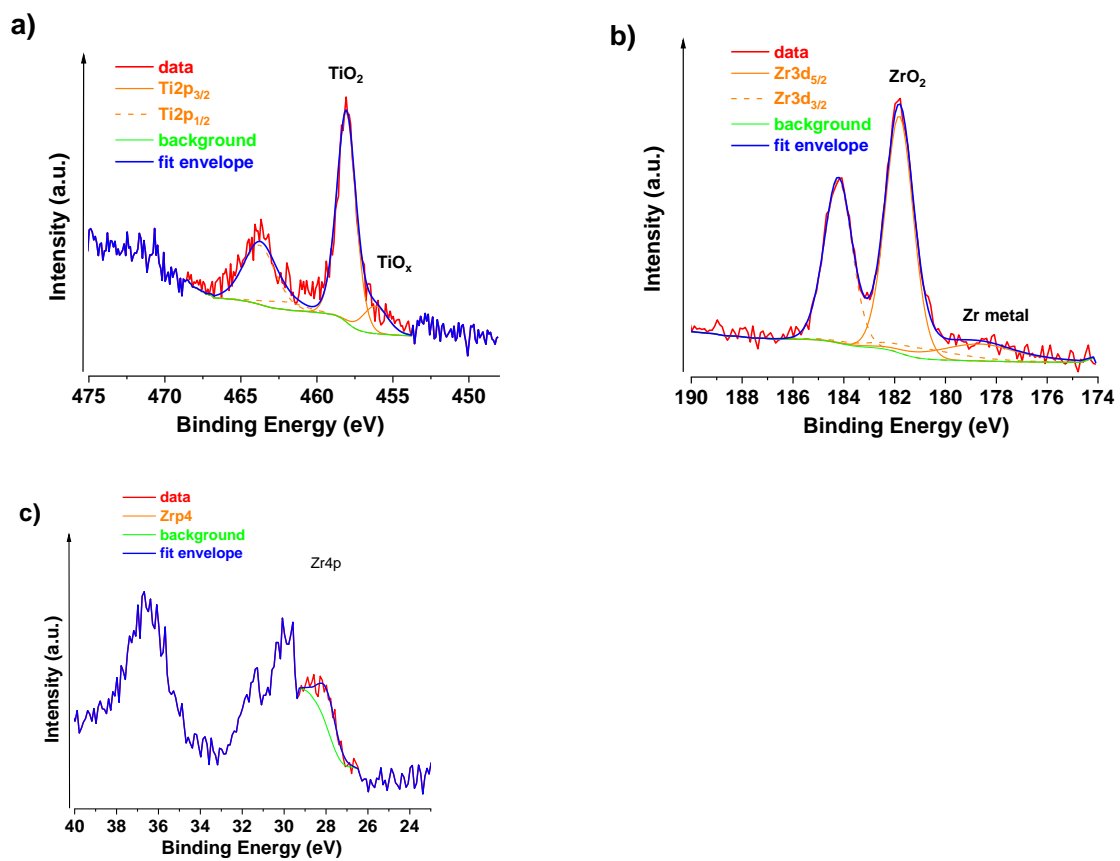 a)
data
Ti2p3/2
Ti2p1/2
background
fit envelope
TiO2
TiOx
Intensity (a.u.)
475 470 465 460 455 450
Binding Energy (eV)
b)
data
Zr3d5/2
Zr3d3/2
background
fit envelope
ZrO2
Zr metal
Intensity (a.u.)
190 188 186 184 182 180 178 176 174
Binding Energy (eV)
c)
data
Zrp4
background
fit envelope
Zr4p
Intensity (a.u.)
40 38 36 34 32 30 28 26 24
Binding Energy (eV)